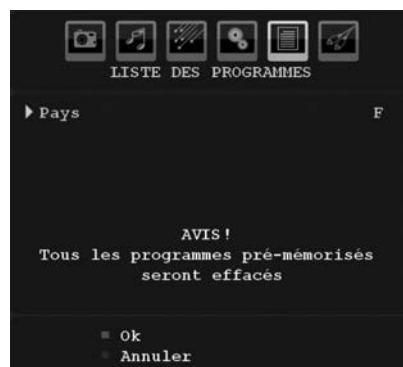 LISTE DES PROGRAMMES
Pays F
AVIS!
Tous les programmes pré-mémorisés
seront effacés
Ok
Annuler